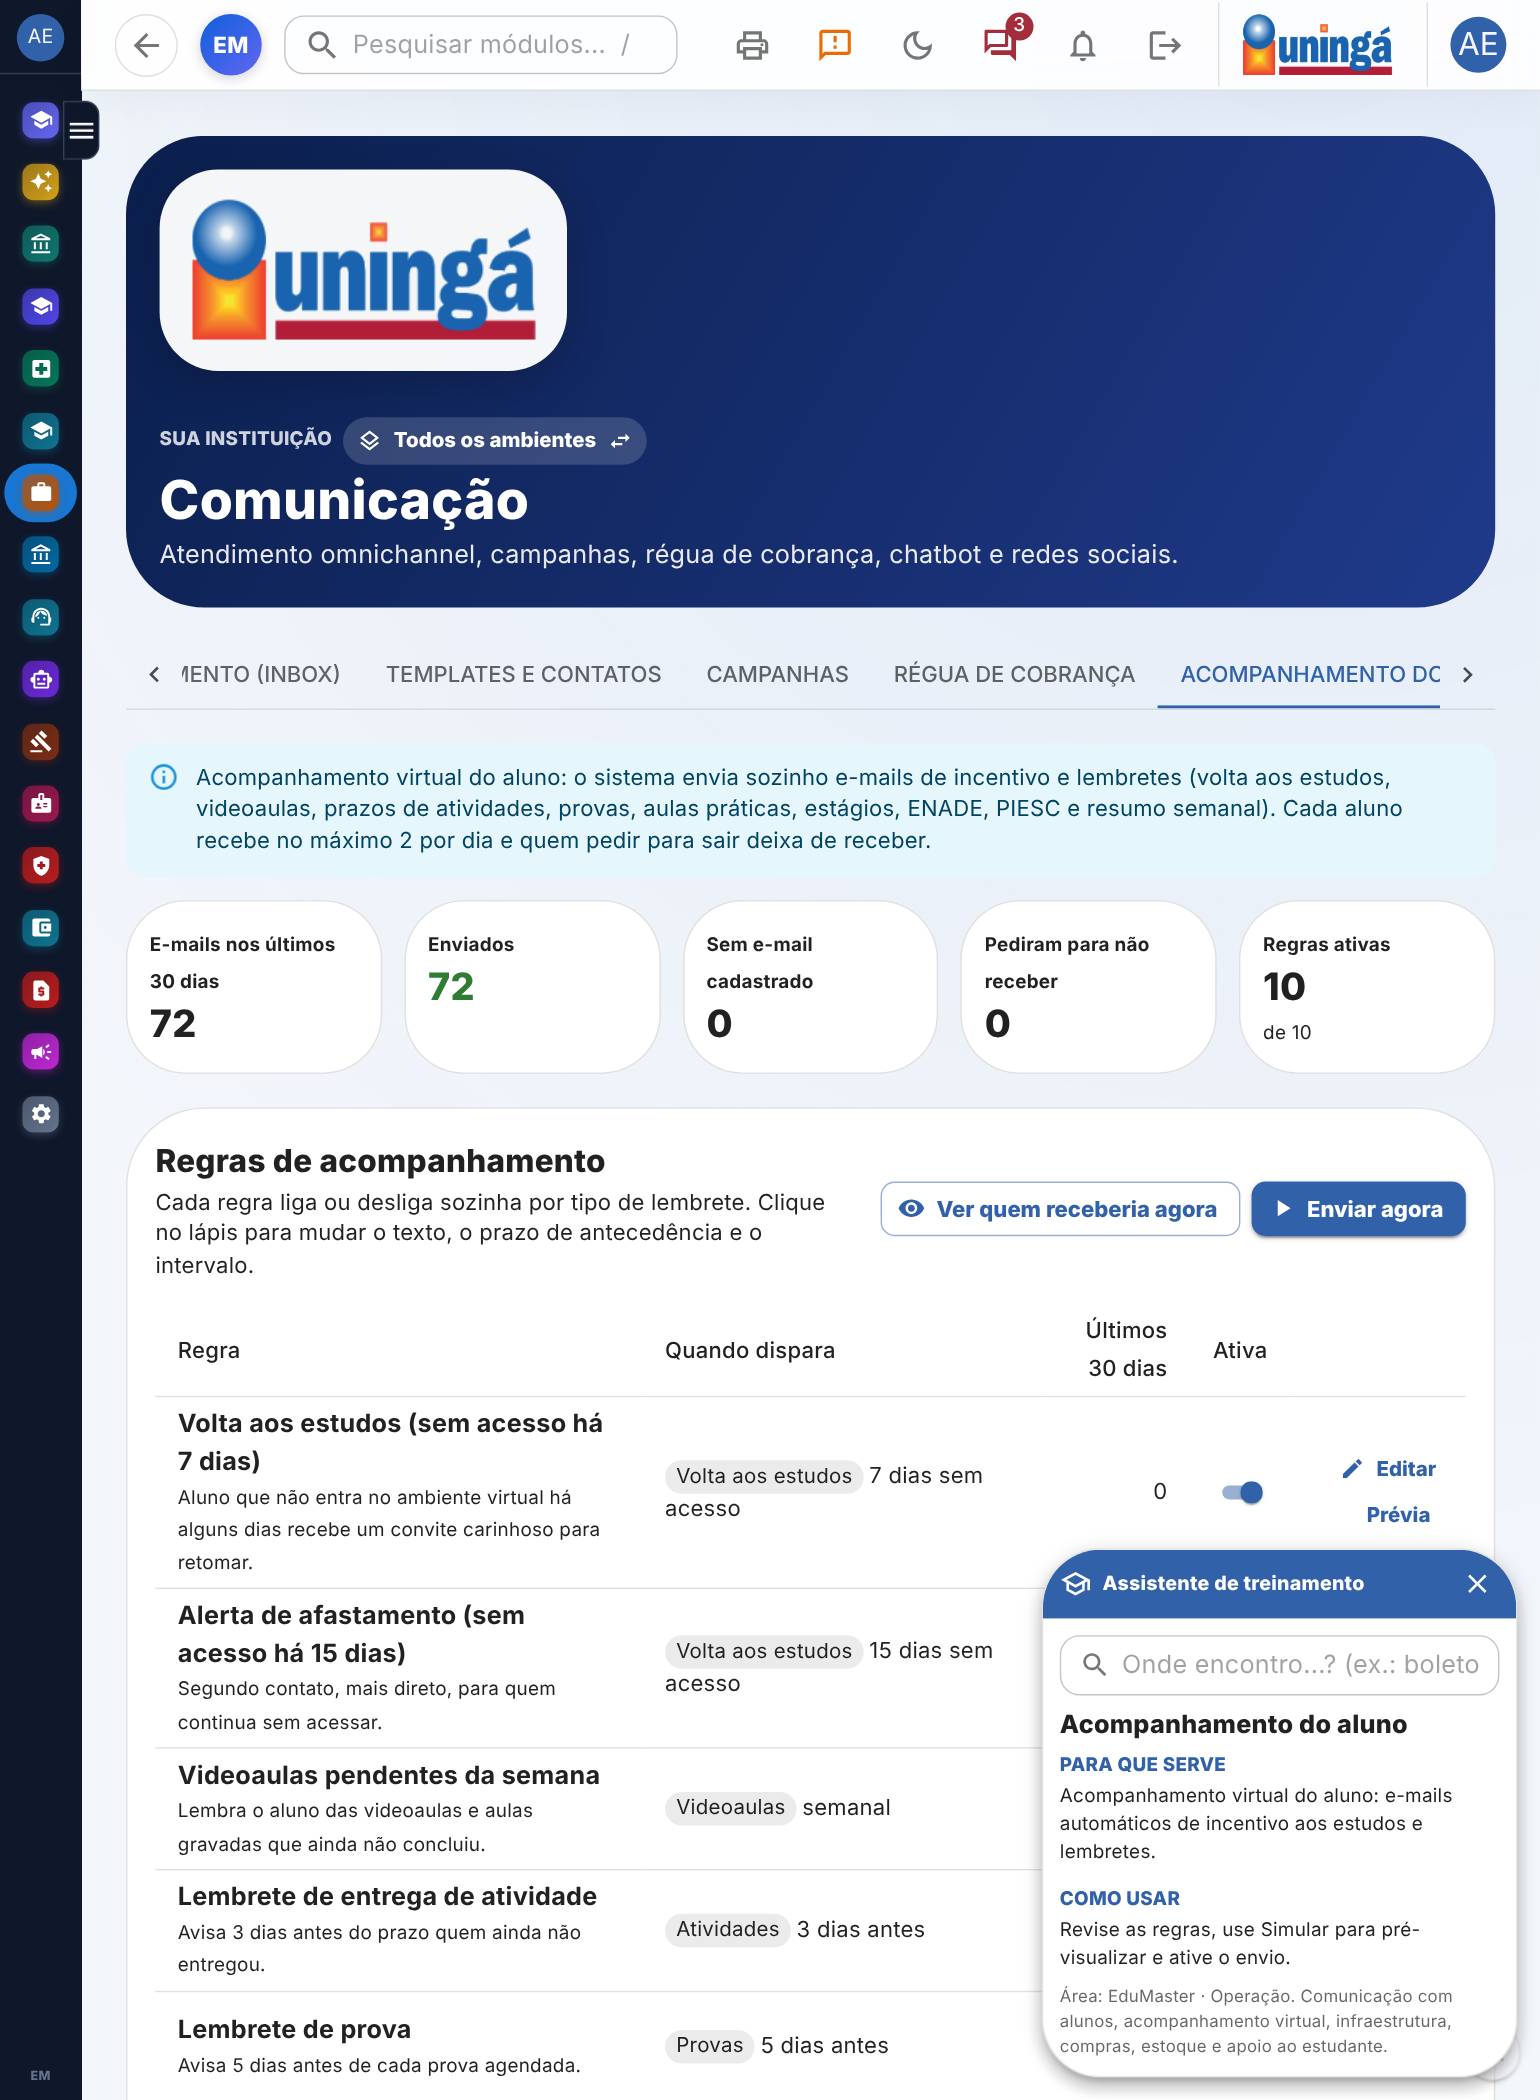 AE
EM
Pesquisar módulos... /
3
uningá
AE
uningá
SUA INSTITUIÇÃO
Todos os ambientes
Comunicação
Atendimento omnichannel, campanhas, régua de cobrança, chatbot e redes sociais.
MENTO (INBOX)
TEMPLATES E CONTATOS
CAMPANHAS
RÉGUA DE COBRANÇA
ACOMPANHAMENTO DO
Acompanhamento virtual do aluno: o sistema envia sozinho e-mails de incentivo e lembretes (volta aos estudos,
videoaulas, prazos de atividades, provas, aulas práticas, estágios, ENADE, PIESC e resumo semanal). Cada aluno
recebe no máximo 2 por dia e quem pedir para sair deixa de receber.
E-mails nos últimos
30 dias
72
Enviados
72
Sem e-mail
cadastrado
0
Pediram para não
receber
0
Regras ativas
10
de 10
Regras de acompanhamento
Cada regra liga ou desliga sozinha por tipo de lembrete. Clique
no lápis para mudar o texto, o prazo de antecedência e o
intervalo.
Ver quem receberia agora
Enviar agora
Regra
Quando dispara
Últimos
30 dias
Ativa
Volta aos estudos (sem acesso há
7 dias)
Aluno que não entra no ambiente virtual há
alguns dias recebe um convite carinhoso para
retomar.
Volta aos estudos 7 dias sem
acesso
0
Editar
Prévia
Alerta de afastamento (sem
acesso há 15 dias)
Segundo contato, mais direto, para quem
continua sem acessar.
Volta aos estudos 15 dias sem
acesso
Videoaulas pendentes da semana
Lembra o aluno das videoaulas e aulas
gravadas que ainda não concluiu.
Videoaulas semanal
Lembrete de entrega de atividade
Avisa 3 dias antes do prazo quem ainda não
entregou.
Atividades 3 dias antes
Lembrete de prova
Avisa 5 dias antes de cada prova agendada.
Provas 5 dias antes
Assistente de treinamento
Onde encontro...? (ex.: boleto
Acompanhamento do aluno
PARA QUE SERVE
Acompanhamento virtual do aluno: e-mails
automáticos de incentivo aos estudos e
lembretes.
COMO USAR
Revise as regras, use Simular para pré-
visualizar e ative o envio.
Área: EduMaster · Operação. Comunicação com
alunos, acompanhamento virtual, infraestrutura,
compras, estoque e apoio ao estudante.
EM